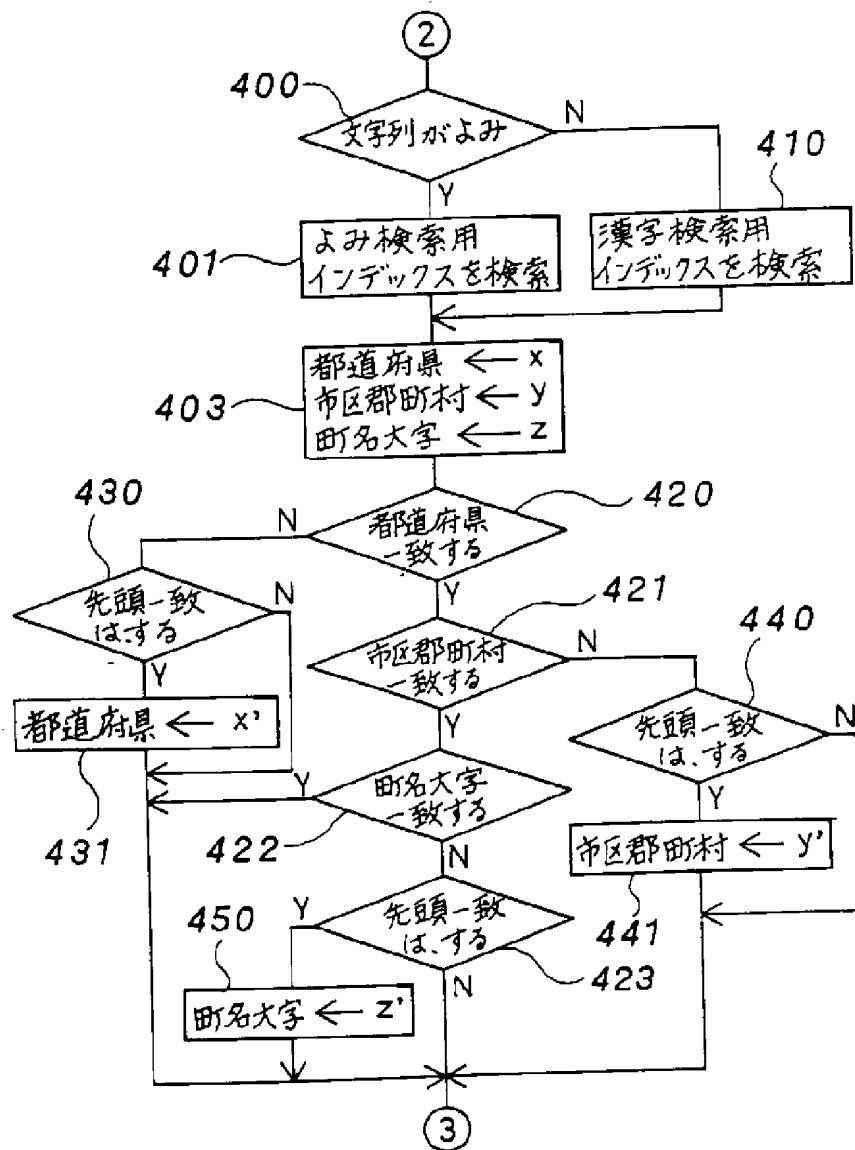 2
400
文字列がよみ
N
Y
410
401
よみ検索用
インデックスを検索
漢字検索用
インデックスを検索
403
都道府県 ← x
市区郡町村 ← y
町名大字 ← z
430
N
都道府県
一致する
420
Y
先頭一致
は、する
N
Y
421
市区郡町村
一致する
N
Y
440
都道府県 ← x'
431
先頭一致
は、する
N
Y
Y
町名大字
一致する
422
N
市区郡町村 ← y'
441
450
Y
先頭一致
は、する
423
N
町名大字 ← z'
3